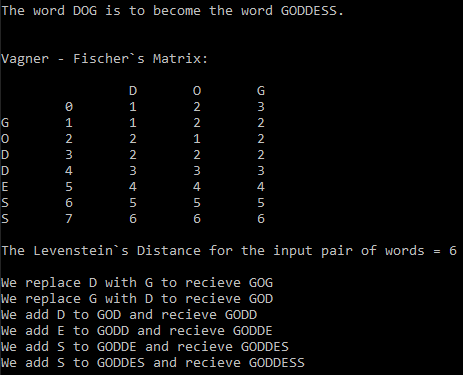 The word DOG is to become the word GODDESS.
Vagner - Fischer`s Matrix:
D O G
0 1 2 3
G 1 1 2 2
O 2 2 1 2
D 3 2 2 2
D 4 3 3 3
E 5 4 4 4
S 6 5 5 5
S 7 6 6 6
The Levenstein`s Distance for the input pair of words = 6
We replace D with G to recieve GOG
We replace G with D to recieve GOD
We add D to GOD and recieve GODD
We add E to GODD and recieve GODDE
We add S to GODDE and recieve GODDES
We add S to GODDES and recieve GODDESS